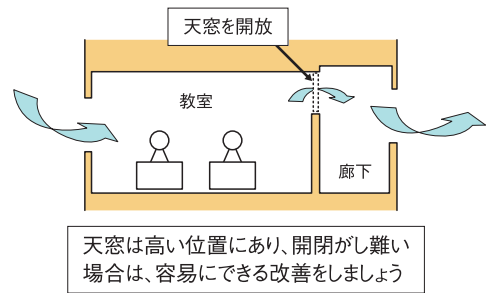 天窓を開放
教室
廊下
天窓は高い位置にあり、開閉がし難い
場合は、容易にできる改善をしましょう